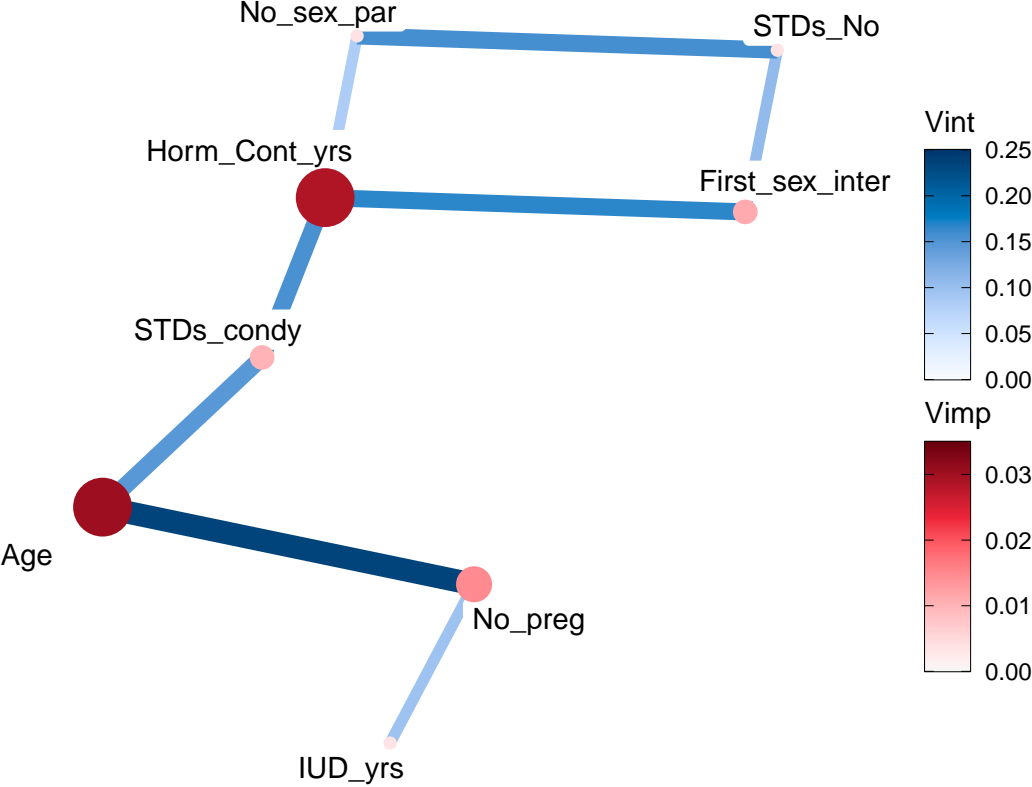 No_sex_par
STDs_No
Horm_Cont_yrs
First_sex_inter
STDs_condy
Age
No_preg
IUD_yrs
Vint
0.25
0.20
0.15
0.10
0.05
0.00
Vimp
0.03
0.02
0.01
0.00